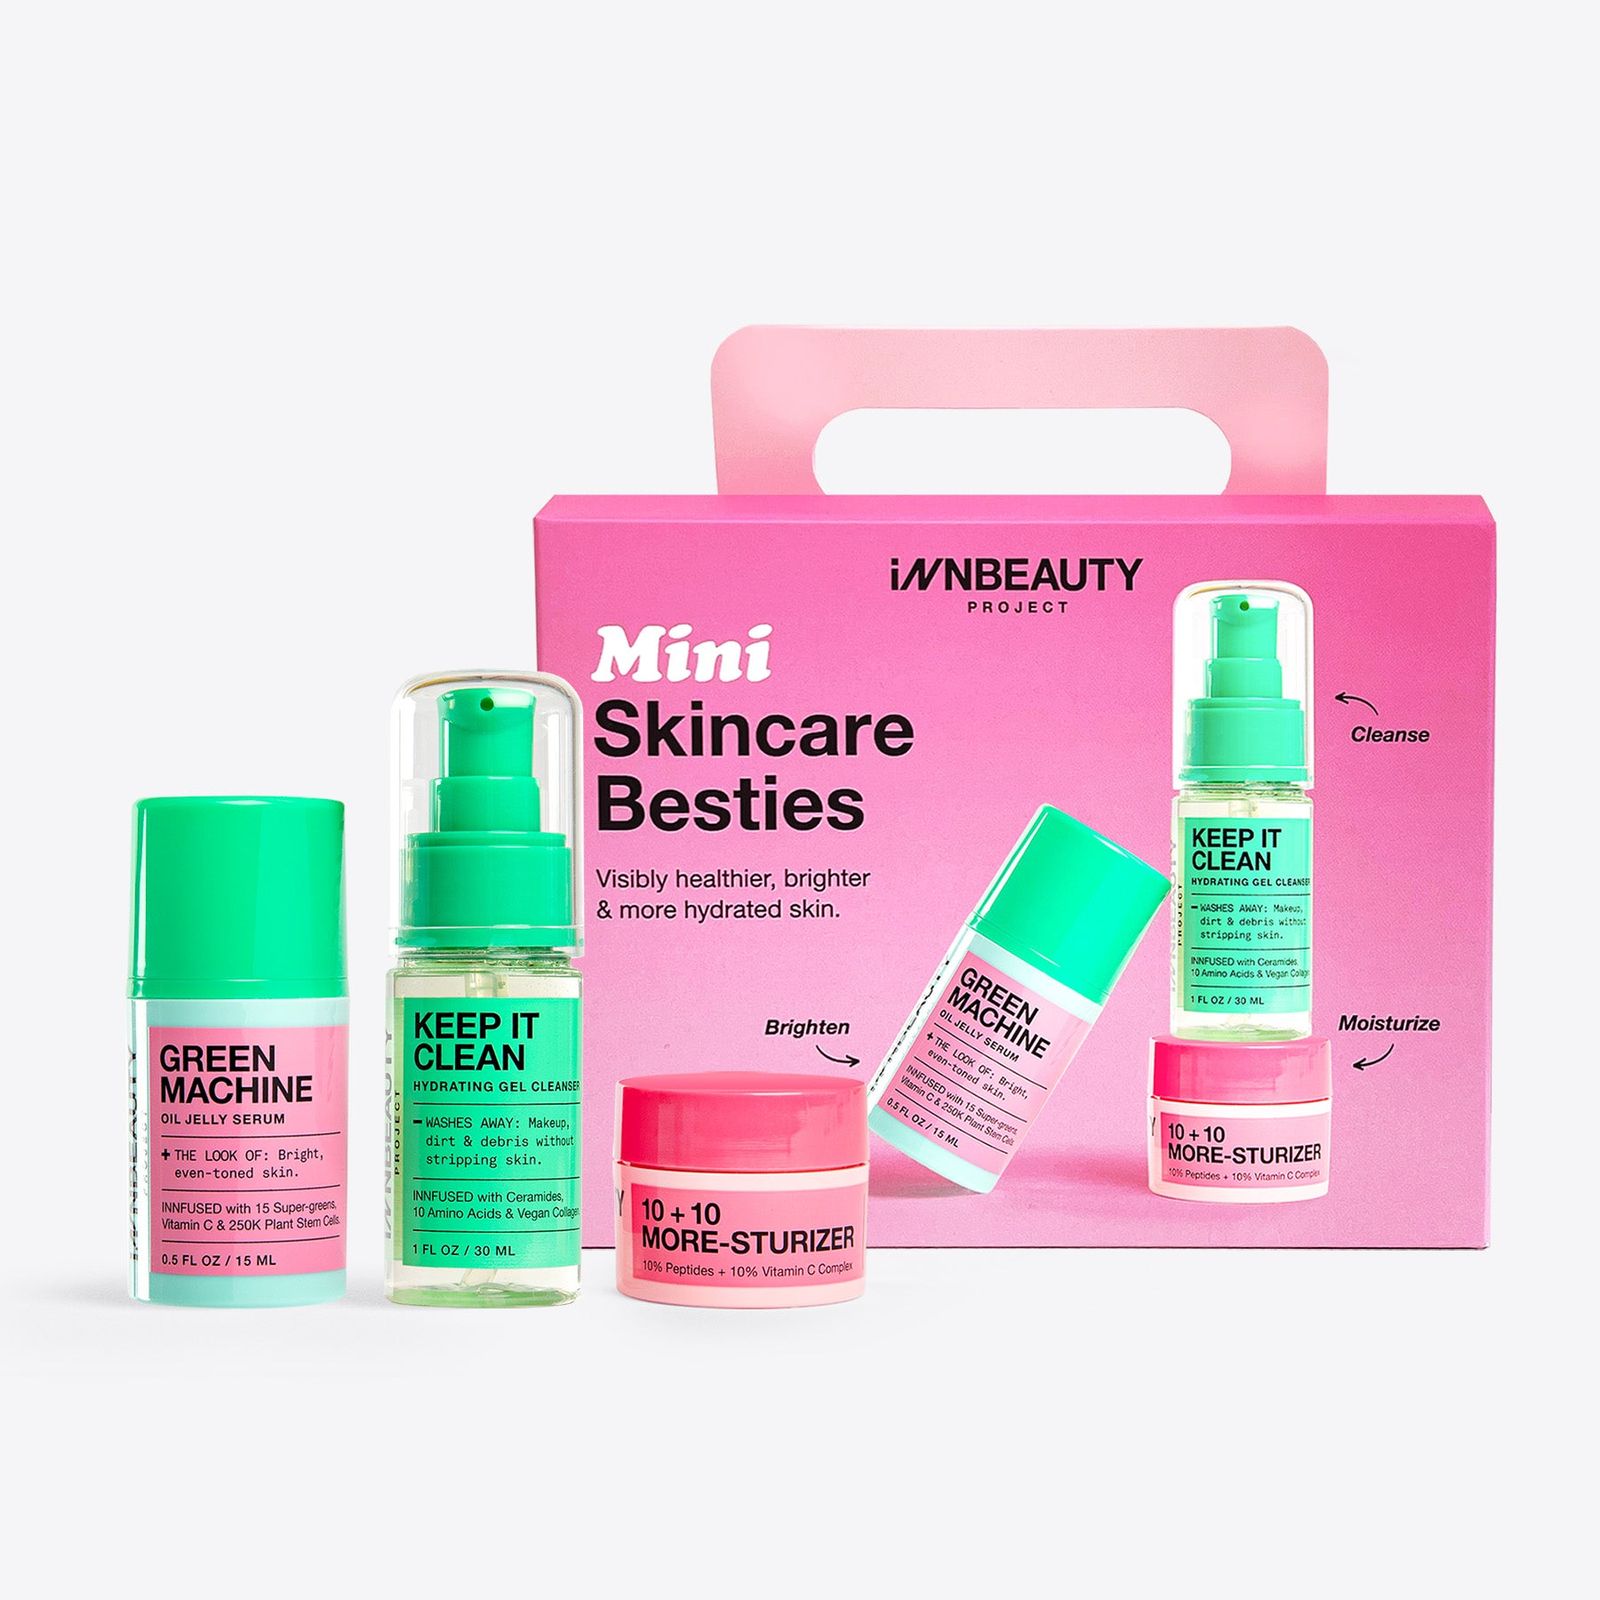 iNNBEAUTY
PROJECT
Mini
Skincare
Besties
Visibly healthier, brighter
& more hydrated skin.
Cleanse
Brighten
Moisturize
KEEP IT
CLEAN
HYDRATING GEL CLEANSER
WASHES AWAY: Makeup,
dirt & debris without
stripping skin.
INNFUSED with Ceramides,
10 Amino Acids & Vegan Collagen
1 FL OZ / 30 ML
PROJECT
GREEN
MACHINE
OIL JELLY SERUM
+ THE LOOK OF: Bright,
even-toned skin.
INNFUSED with 15 Super-greens,
Vitamin C & 250K Plant Stem Cells.
0.5 FL OZ / 15 ML
10 + 10
MORE-STURIZER
10% Peptides + 10% Vitamin C Complex
iNNBEAUTY
PROJECT
GREEN
MACHINE
OIL JELLY SERUM
+ THE LOOK OF: Bright,
even-toned skin.
INNFUSED with 15 Super-greens,
Vitamin C & 250K Plant Stem Cells.
0.5 FL OZ / 15 ML
iNNBEAUTY
PROJECT
KEEP IT
CLEAN
HYDRATING GEL CLEANSER
– WASHES AWAY: Makeup,
dirt & debris without
stripping skin.
INNFUSED with Ceramides,
10 Amino Acids & Vegan Collagen
1 FL OZ / 30 ML
Y
10 + 10
MORE-STURIZER
10% Peptides + 10% Vitamin C Complex